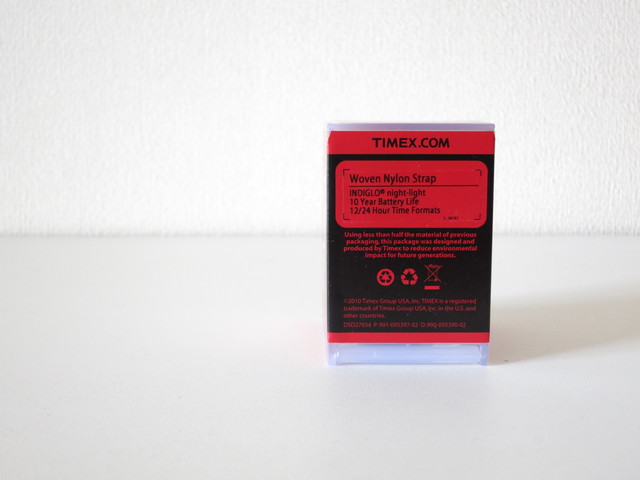 TIMEX.COM
Woven Nylon Strap
INDIGLO® night-light
10 Year Battery Life
12/24 Hour Time Formats
Using less than half the material of previous
packaging, this package was designed and
produced by Timex to reduce environmental
impact for future generations.
©2010 Timex Group USA, Inc. TIMEX is a registered
trademark of Timex Group USA, Inc. in the U.S. and
other countries.